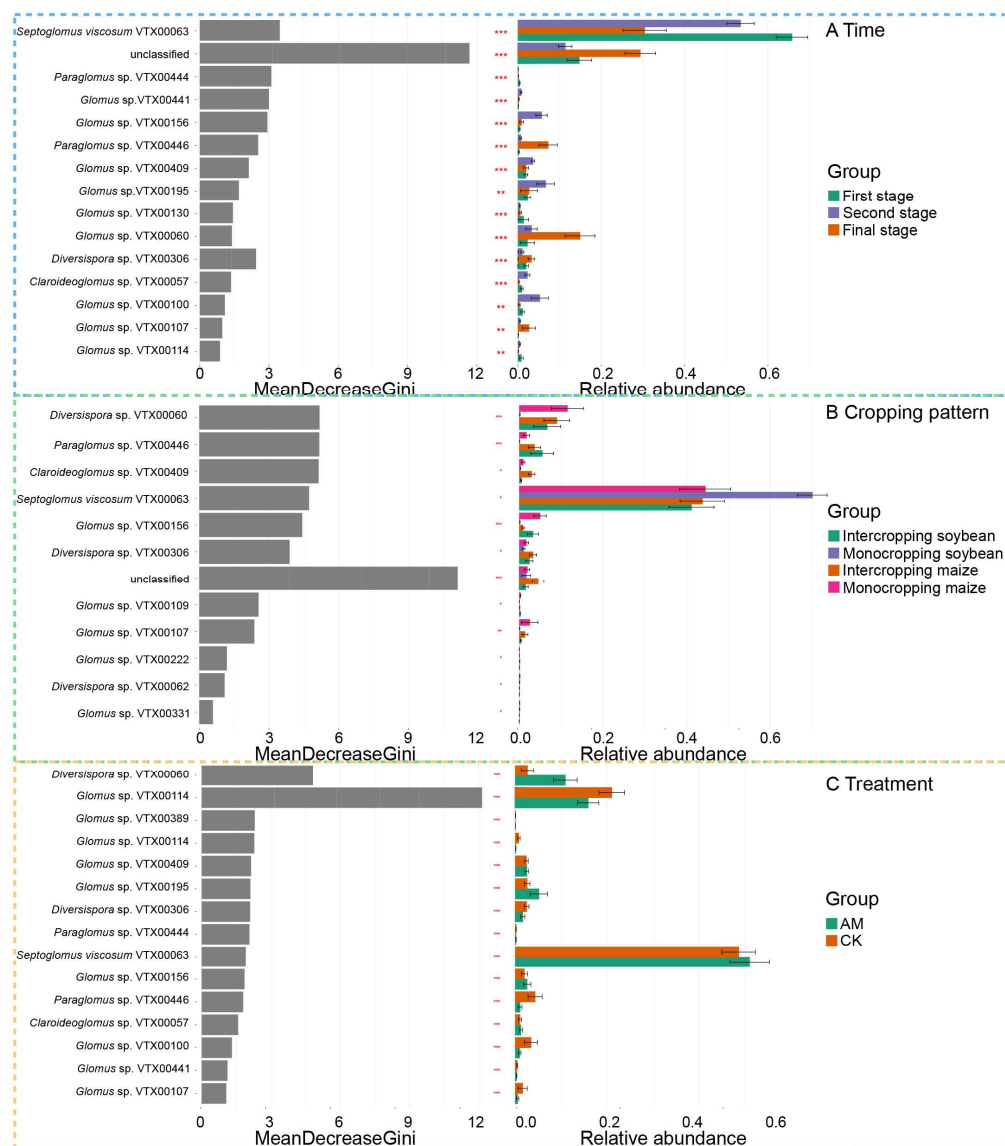 A Time
Septoglomus viscosum VTX00063 ***
unclassified ***
Paraglomus sp. VTX00444 ***
Glomus sp.VTX00441 ***
Glomus sp. VTX00156 ***
Paraglomus sp. VTX00446 ***
Glomus sp. VTX00409 ***
Glomus sp.VTX00195 **
Glomus sp. VTX00130 ***
Glomus sp. VTX00060 ***
Diversispora sp. VTX00306 ***
Claroideoglomus sp. VTX00057 ***
Glomus sp. VTX00100 **
Glomus sp. VTX00107 **
Glomus sp. VTX00114 **
Group
First stage
Second stage
Final stage
0 3 6 9 12 0 0.2 0.4 0.6
MeanDecreaseGini Relative abundance
B Cropping pattern
Diversispora sp. VTX00060 ***
Paraglomus sp. VTX00446 ***
Claroideoglomus sp. VTX00409 *
Septoglomus viscosum VTX00063 *
Glomus sp. VTX00156 ***
Diversispora sp. VTX00306 *
unclassified ***
Glomus sp. VTX00109 *
Glomus sp. VTX00107 **
Glomus sp. VTX00222 *
Diversispora sp. VTX00062 *
Glomus sp. VTX00331 *
Group
Intercropping soybean
Monocropping soybean
Intercropping maize
Monocropping maize
0 3 6 9 12 0 0.2 0.4 0.6
MeanDecreaseGini Relative abundance
C Treatment
Diversispora sp. VTX00060 ***
Glomus sp. VTX00114 ***
Glomus sp. VTX00389 ***
Glomus sp. VTX00114 ***
Glomus sp. VTX00409 ***
Glomus sp. VTX00195 ***
Diversispora sp. VTX00306 ***
Paraglomus sp. VTX00444 ***
Septoglomus viscosum VTX00063 ***
Glomus sp. VTX00156 ***
Paraglomus sp. VTX00446 ***
Claroideoglomus sp. VTX00057 ***
Glomus sp. VTX00100 ***
Glomus sp. VTX00441 ***
Glomus sp. VTX00107 ***
Group
AM
CK
0 3 6 9 12 0 0.2 0.4 0.6
MeanDecreaseGini Relative abundance